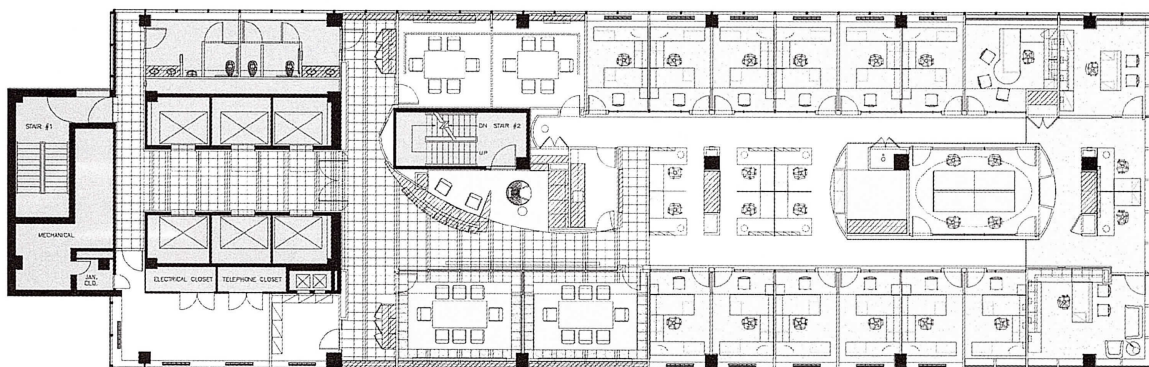 STAIR #1
DN STAIR #2
UP
MECHANICAL
JAN.
CLO.
ELECTRICAL CLOSET
TELEPHONE CLOSET